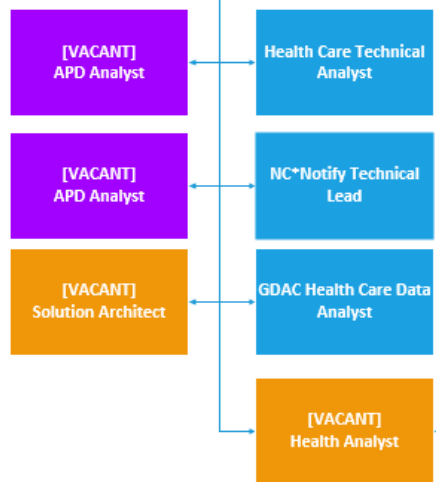 [VACANT]
APD Analyst
Health Care Technical
Analyst
[VACANT]
APD Analyst
NC*Notify Technical
Lead
[VACANT]
Solution Architect
GDAC Health Care Data
Analyst
[VACANT]
Health Analyst